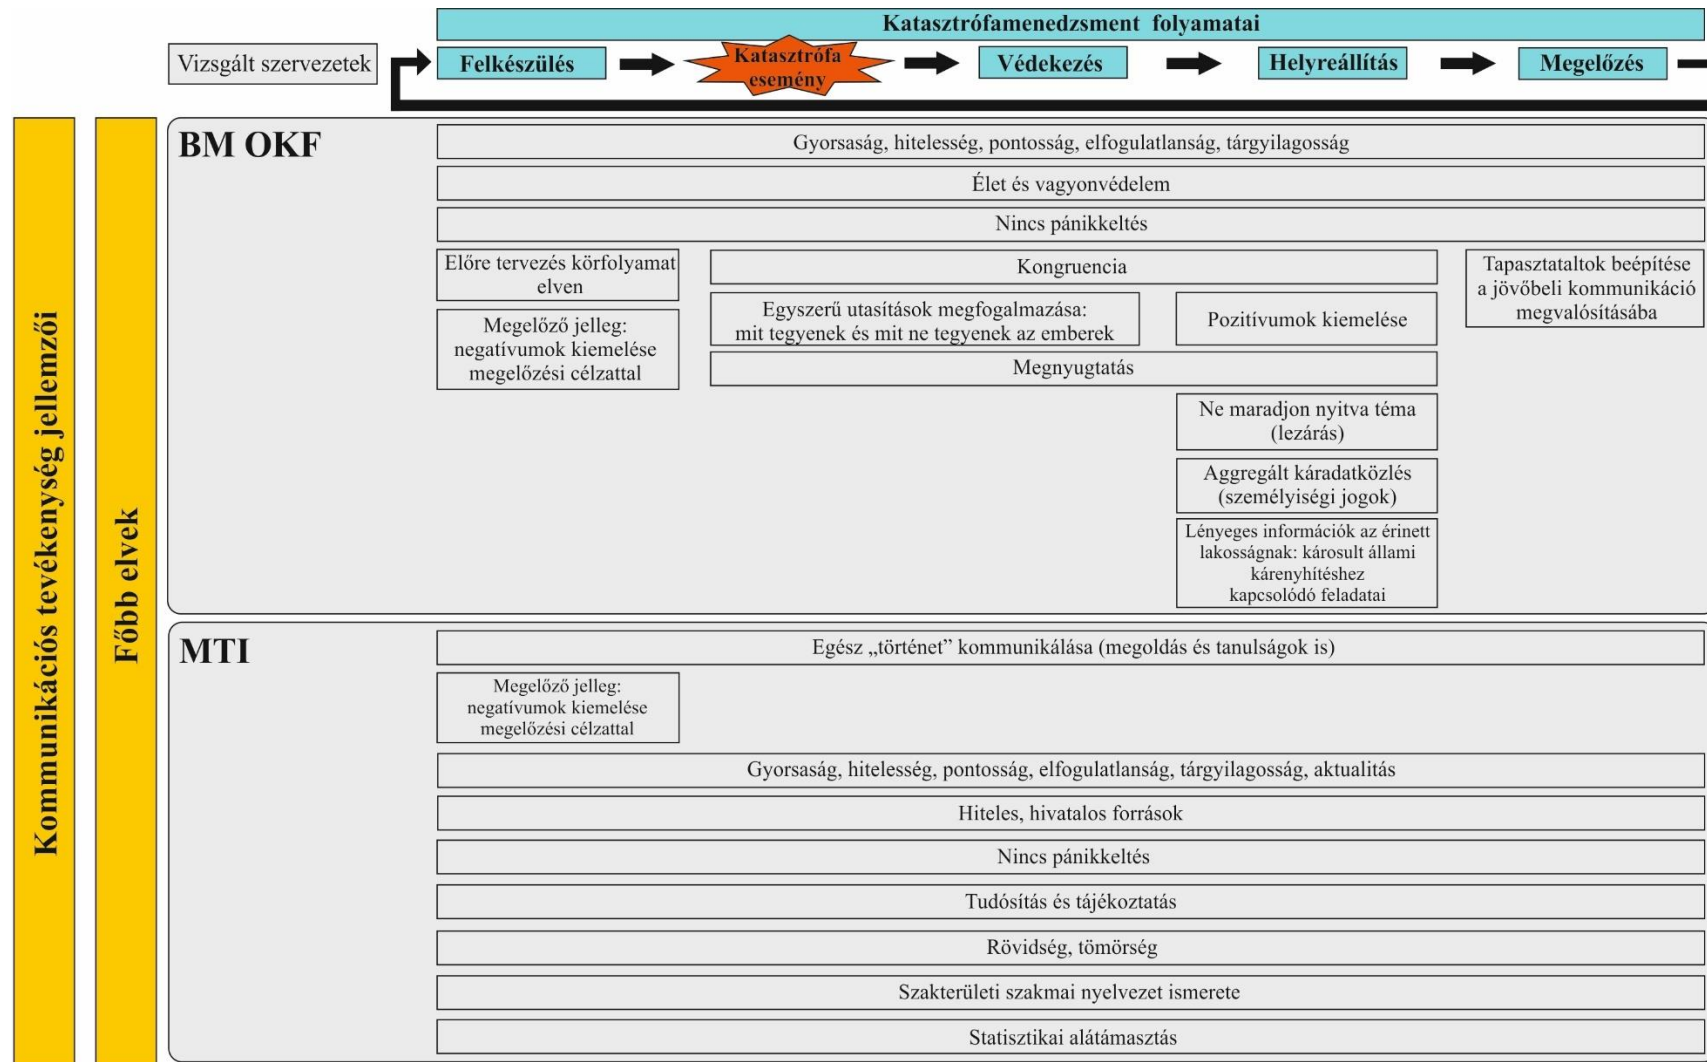 Katasztrófamenedzsment folyamatai
Vizsgált szervezetek
Felkészülés
Katasztrófa
esemény
Védekezés
Helyreállítás
Megelőzés
Kommunikációs tevékenység jellemzői
Főbb elvek
BM OKF
Gyorsaság, hitelesség, pontosság, elfogulatlanság, tárgyilagosság
Élet és vagyonvédelem
Nincs pánikkeltés
Előre tervezés körfolyamat
elven
Kongruencia
Tapasztataltok beépítése
a jövőbeli kommunikáció
megvalósításába
Megelőző jelleg:
negatívumok kiemelése
megelőzési célzattal
Egyszerű utasítások megfogalmazása:
mit tegyenek és mit ne tegyenek az emberek
Pozitívumok kiemelése
Megnyugtatás
Ne maradjon nyitva téma
(lezárás)
Aggregált káradatközlés
(személyiségi jogok)
Lényeges információk az érinett
lakosságnak: károsult állami
kárenyhítéshez
kapcsolódó feladatai
MTI
Egész „történet” kommunikálása (megoldás és tanulságok is)
Megelőző jelleg:
negatívumok kiemelése
megelőzési célzattal
Gyorsaság, hitelesség, pontosság, elfogulatlanság, tárgyilagosság, aktualitás
Hiteles, hivatalos források
Nincs pánikkeltés
Tudósítás és tájékoztatás
Rövidség, tömörség
Szakterületi szakmai nyelvezet ismerete
Statisztikai alátámasztás